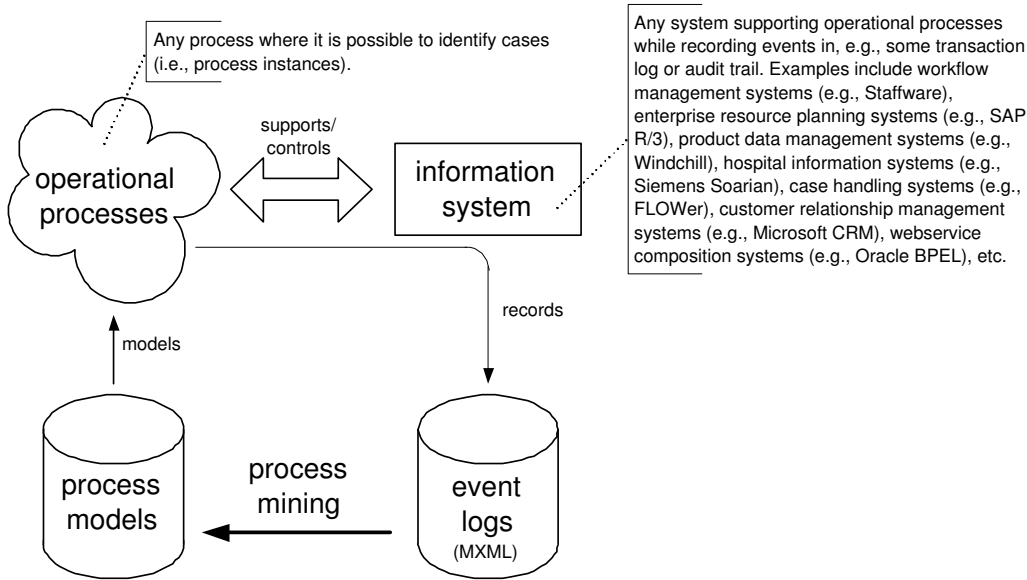 Any process where it is possible to identify cases
(i.e., process instances).
Any system supporting operational processes
while recording events in, e.g., some transaction
log or audit trail. Examples include workflow
management systems (e.g., Staffware),
enterprise resource planning systems (e.g., SAP
R/3), product data management systems (e.g.,
Windchill), hospital information systems (e.g.,
Siemens Soarian), case handling systems (e.g.,
FLOWer), customer relationship management
systems (e.g., Microsoft CRM), webservice
composition systems (e.g., Oracle BPEL), etc.
supports/
controls
operational
processes
information
system
records
models
process
models
process
mining
event
logs
(MXML)